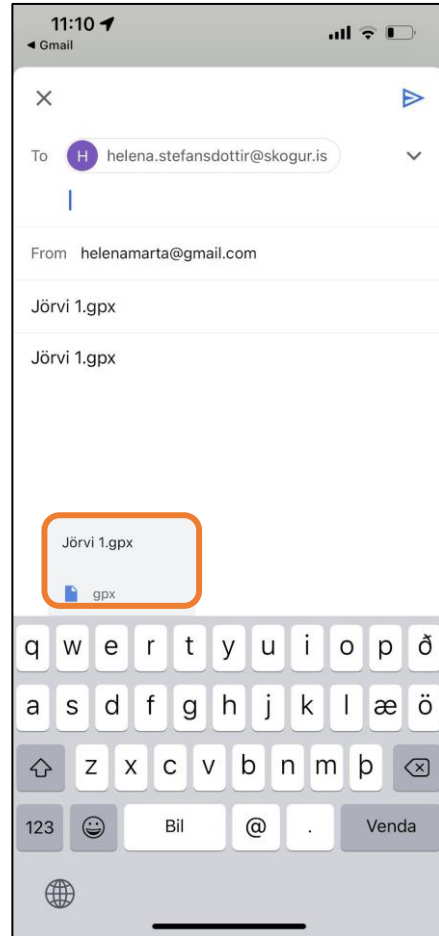 11:10
◀ Gmail
To H helena.stefansdottir@skogur.is
From helenamarta@gmail.com
Jörvi 1.gpx
Jörvi 1.gpx
Jörvi 1.gpx
gpx
q w e r t y u i o p ð
a s d f g h j k l æ ö
z x c v b n m þ
123 Bil @ . Venda